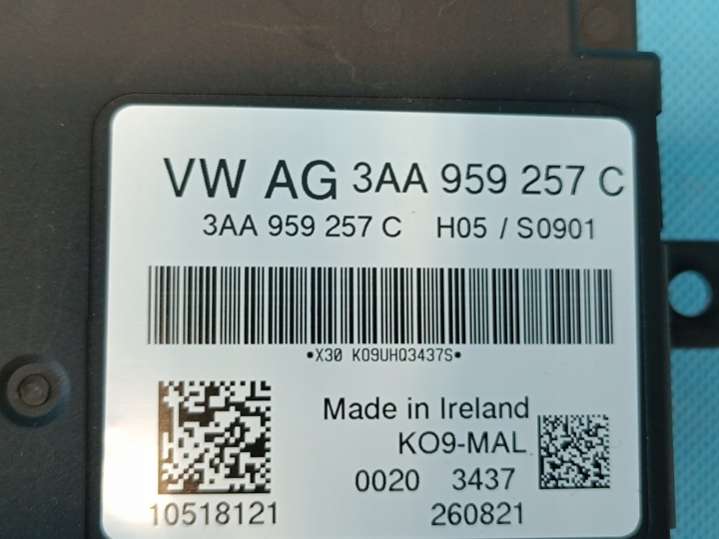 VW AG 3AA 959 257 C
3AA 959 257 C H05 / S0901
*X30 K09UHQ3437S*
Made in Ireland
KO9-MAL
0020 3437
10518121 260821